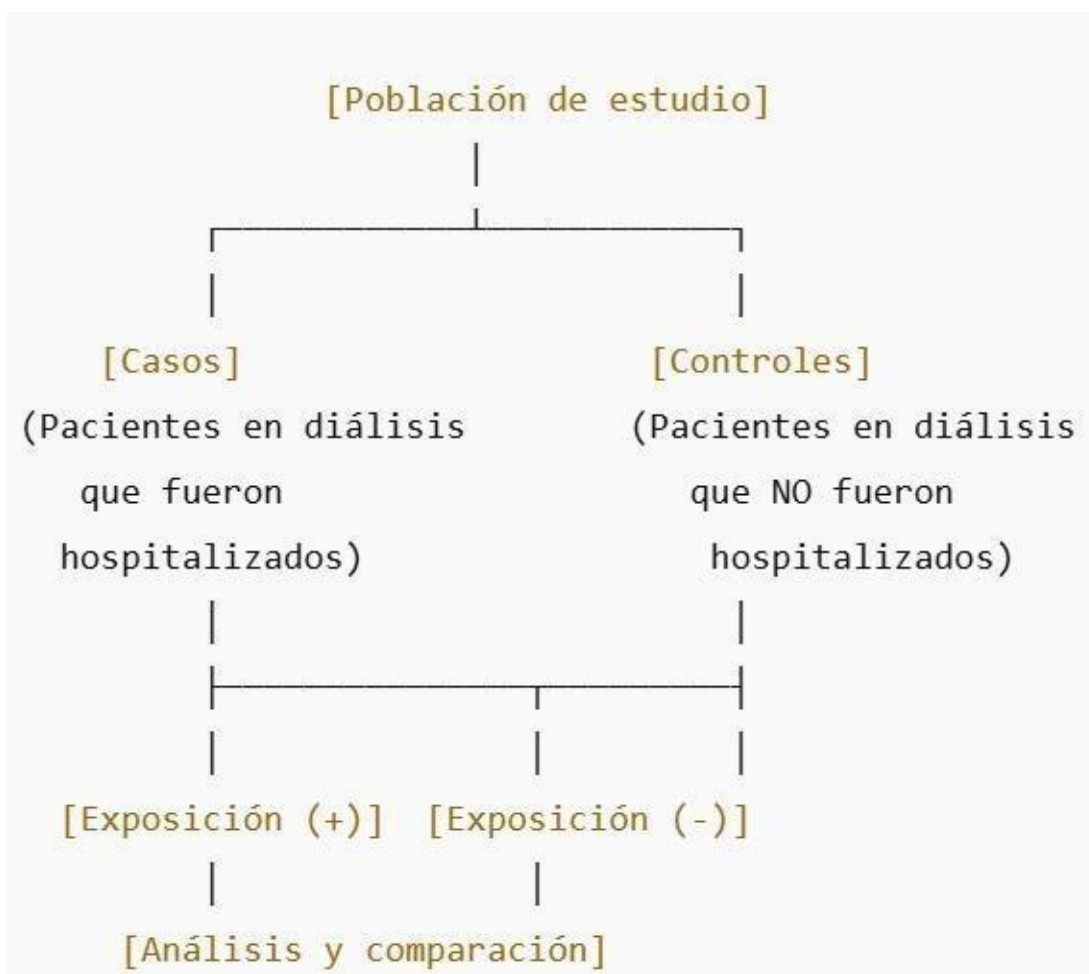 [Población de estudio]
[Casos] [Controles]
(Pacientes en diálisis (Pacientes en diálisis
que fueron que NO fueron
hospitalizados) hospitalizados)
[Exposición (+)] [Exposición (-)]
[Análisis y comparación]